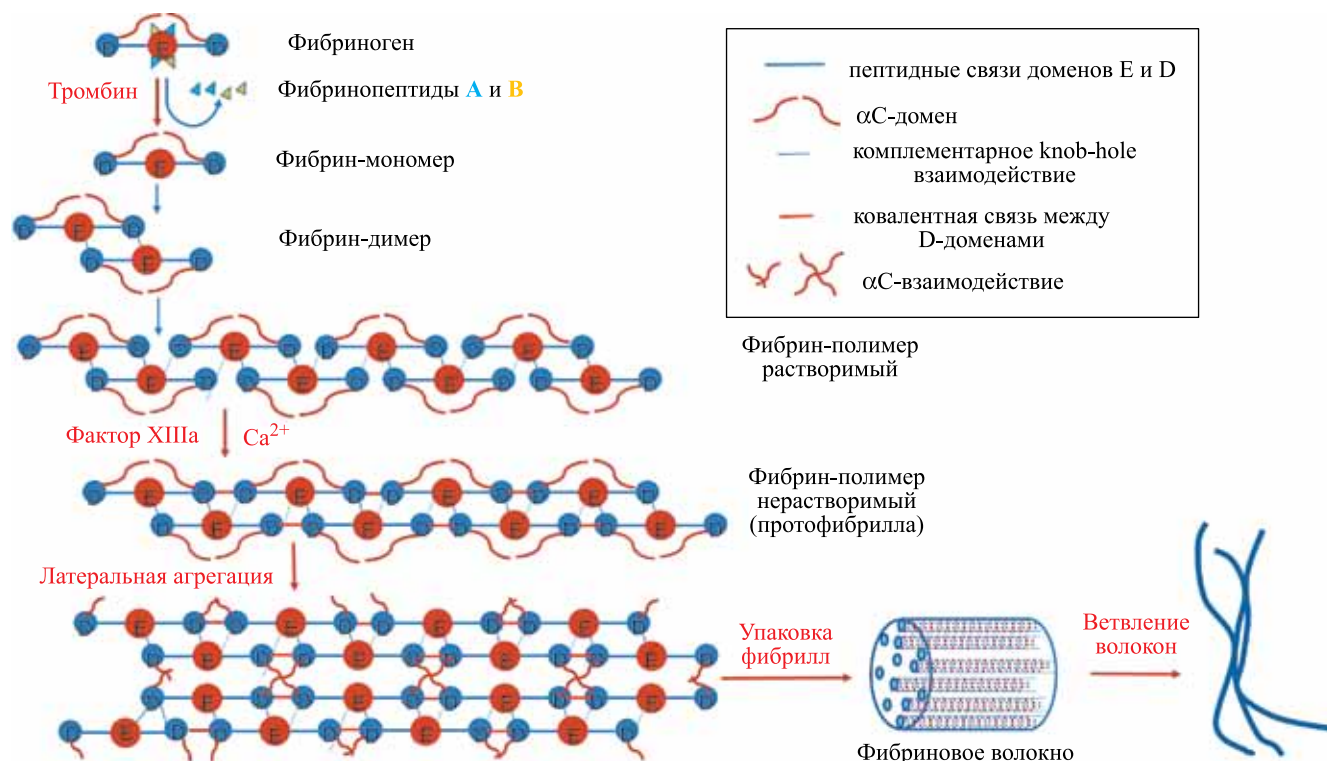 D E D
Фибриноген
Тромбин
Фибринопептиды А и В
D E D
Фибрин-мономер
D E D
D E D
Фибрин-димер
пептидные связи доменов Е и D
αС-домен
комплементарное knob-hole
взаимодействие
ковалентная связь между
D-доменами
αС-взаимодействие
D E D D E D D E D D E D
D E D D E D D E D D E D
Фибрин-полимер
растворимый
Фактор XIIIa
Ca²⁺
D E D D E D D E D D E D
D E D D E D D E D D E D
Фибрин-полимер
нерастворимый
(протофибрилла)
Латеральная агрегация
D E D D E D D E D D E D
D E D D E D D E D D E D
D E D D E D D E D D E D
D E D D E D D E D D E D
Упаковка
фибрилл
Фибриновое волокно
Ветвление
волокон